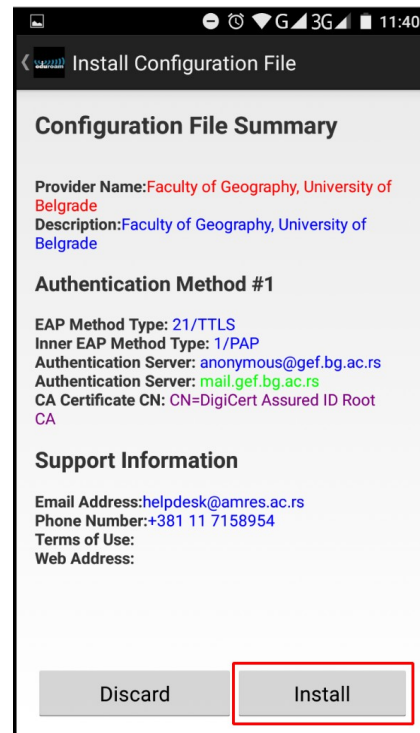 G 3G 11:40
eduroam Install Configuration File
Configuration File Summary
Provider Name:Faculty of Geography, University of
Belgrade
Description:Faculty of Geography, University of
Belgrade
Authentication Method #1
EAP Method Type: 21/TTLS
Inner EAP Method Type: 1/PAP
Authentication Server: anonymous@gef.bg.ac.rs
Authentication Server: mail.gef.bg.ac.rs
CA Certificate CN: CN=DigiCert Assured ID Root
CA
Support Information
Email Address:helpdesk@amres.ac.rs
Phone Number:+381 11 7158954
Terms of Use:
Web Address:
Discard Install